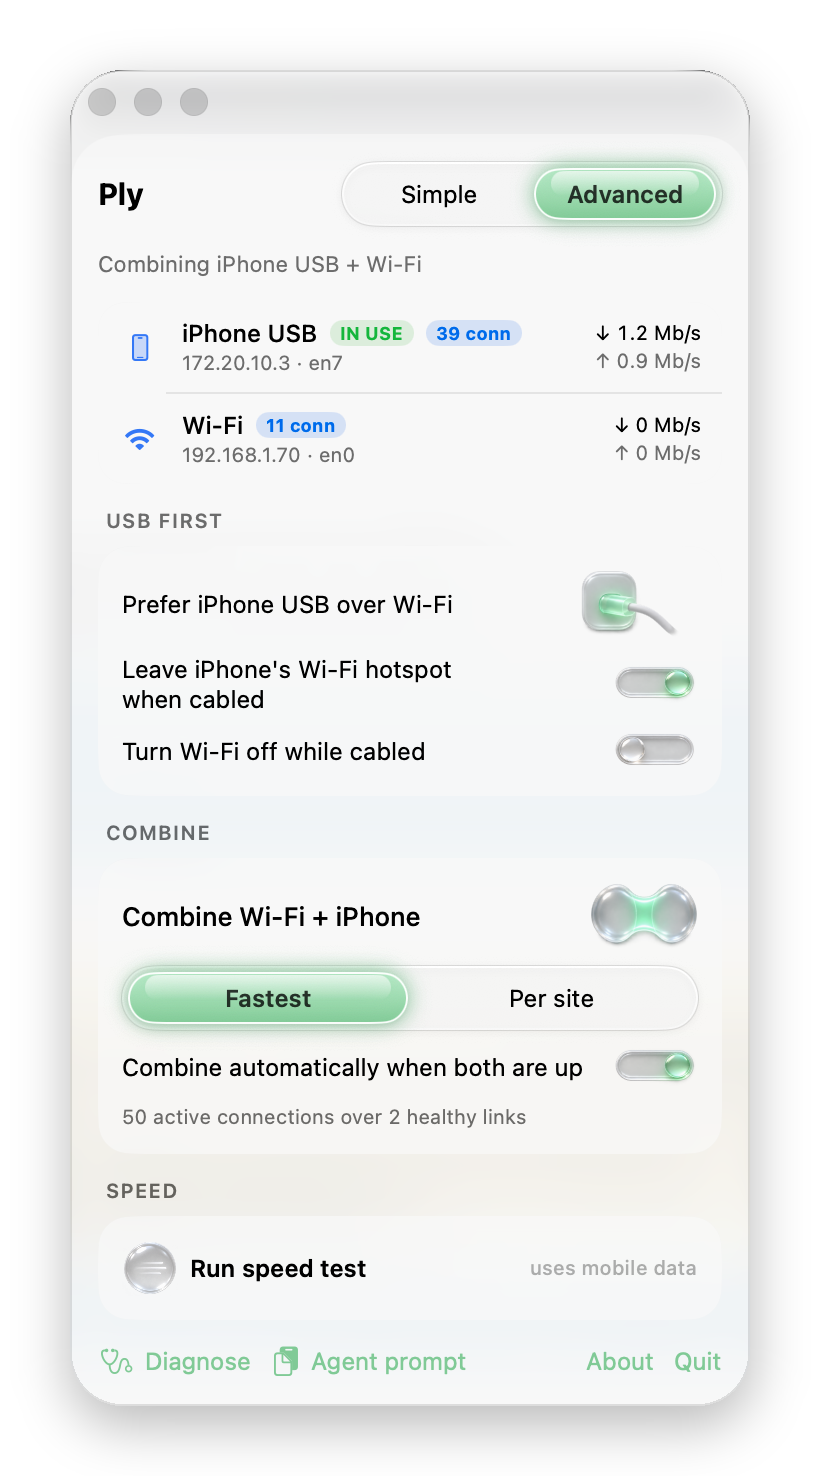 Ply
Simple
Advanced
Combining iPhone USB + Wi-Fi
iPhone USB IN USE 39 conn ↓ 1.2 Mb/s
172.20.10.3 · en7 ↑ 0.9 Mb/s
Wi-Fi 11 conn ↓ 0 Mb/s
192.168.1.70 · en0 ↑ 0 Mb/s
USB FIRST
Prefer iPhone USB over Wi-Fi
Leave iPhone's Wi-Fi hotspot
when cabled
Turn Wi-Fi off while cabled
COMBINE
Combine Wi-Fi + iPhone
Fastest
Per site
Combine automatically when both are up
50 active connections over 2 healthy links
SPEED
Run speed test uses mobile data
Diagnose Agent prompt About Quit